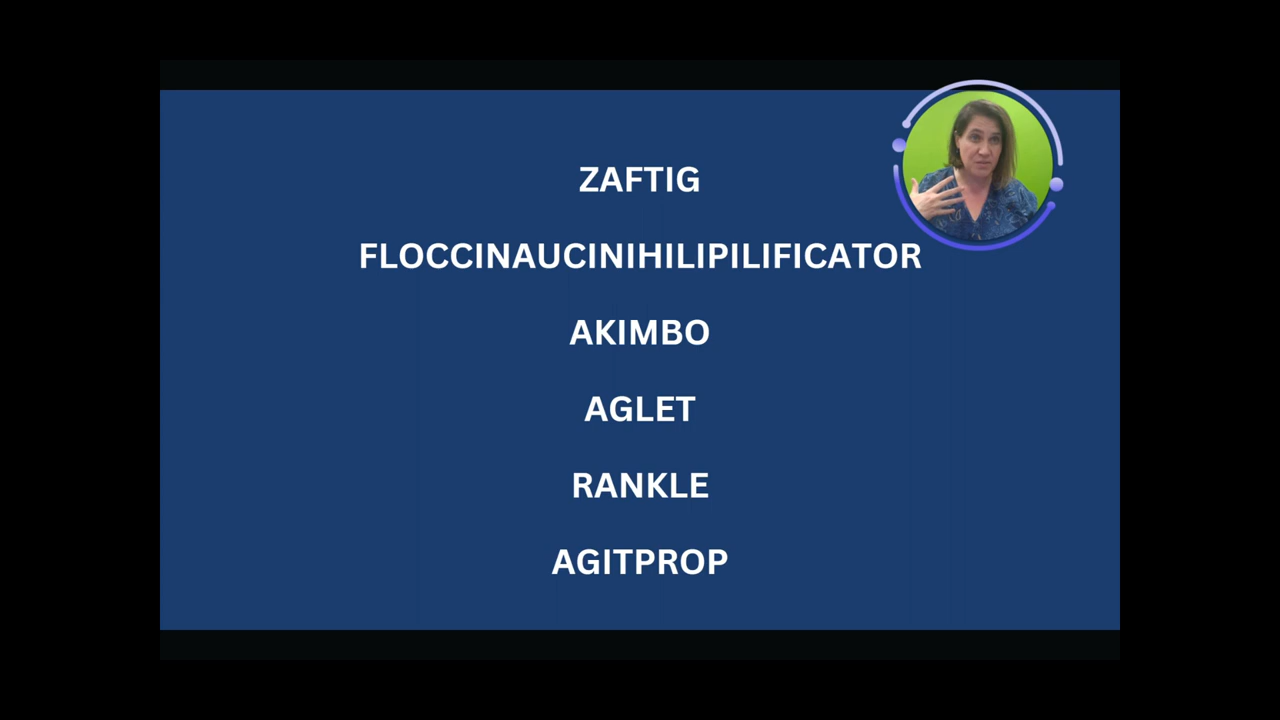 ZAFTIG
FLOCCINAUCINIHILIPILIFICATOR
AKIMBO
AGLET
RANKLE
AGITPROP